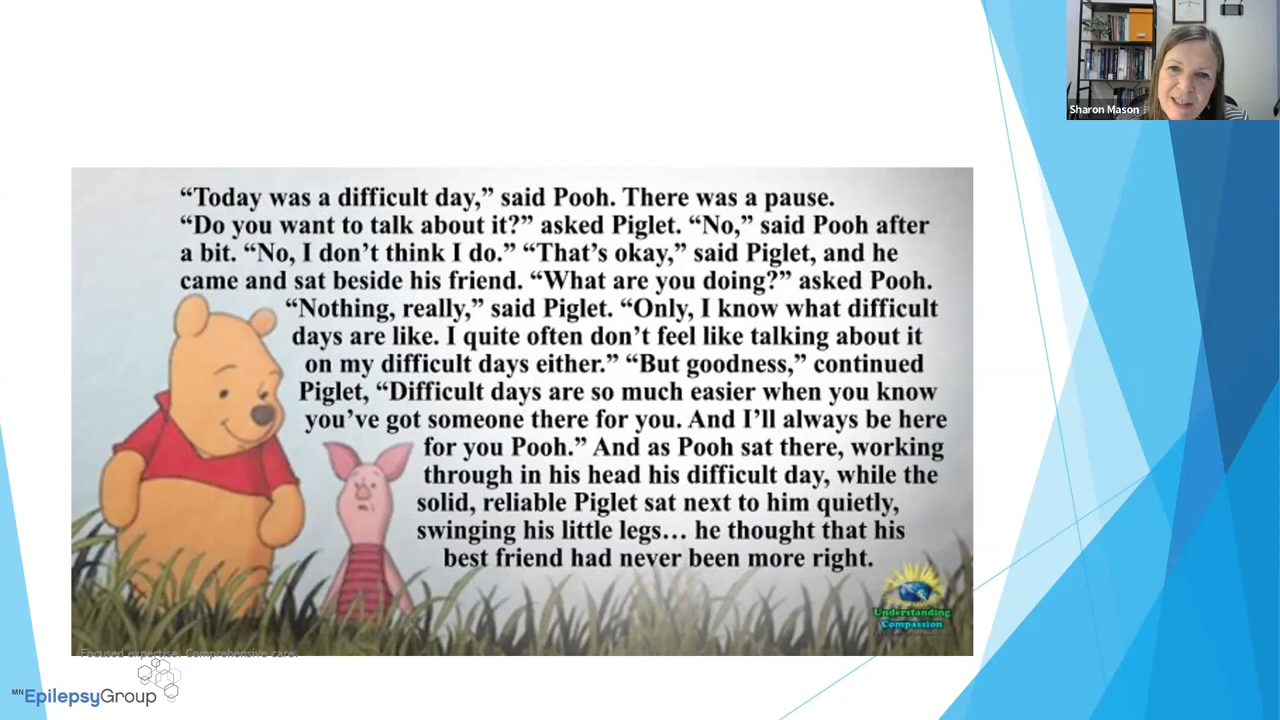 Sharon Mason
“Today was a difficult day,” said Pooh. There was a pause.
“Do you want to talk about it?” asked Piglet. “No,” said Pooh after
a bit. “No, I don’t think I do.” “That’s okay,” said Piglet, and he
came and sat beside his friend. “What are you doing?” asked Pooh.
“Nothing, really,” said Piglet. “Only, I know what difficult
days are like. I quite often don’t feel like talking about it
on my difficult days either.” “But goodness,” continued
Piglet, “Difficult days are so much easier when you know
you’ve got someone there for you. And I’ll always be here
for you Pooh.” And as Pooh sat there, working
through in his head his difficult day, while the
solid, reliable Piglet sat next to him quietly,
swinging his little legs… he thought that his
best friend had never been more right.
Understanding
Compassion
Focused expertise. Comprehensive care.
MN EpilepsyGroup